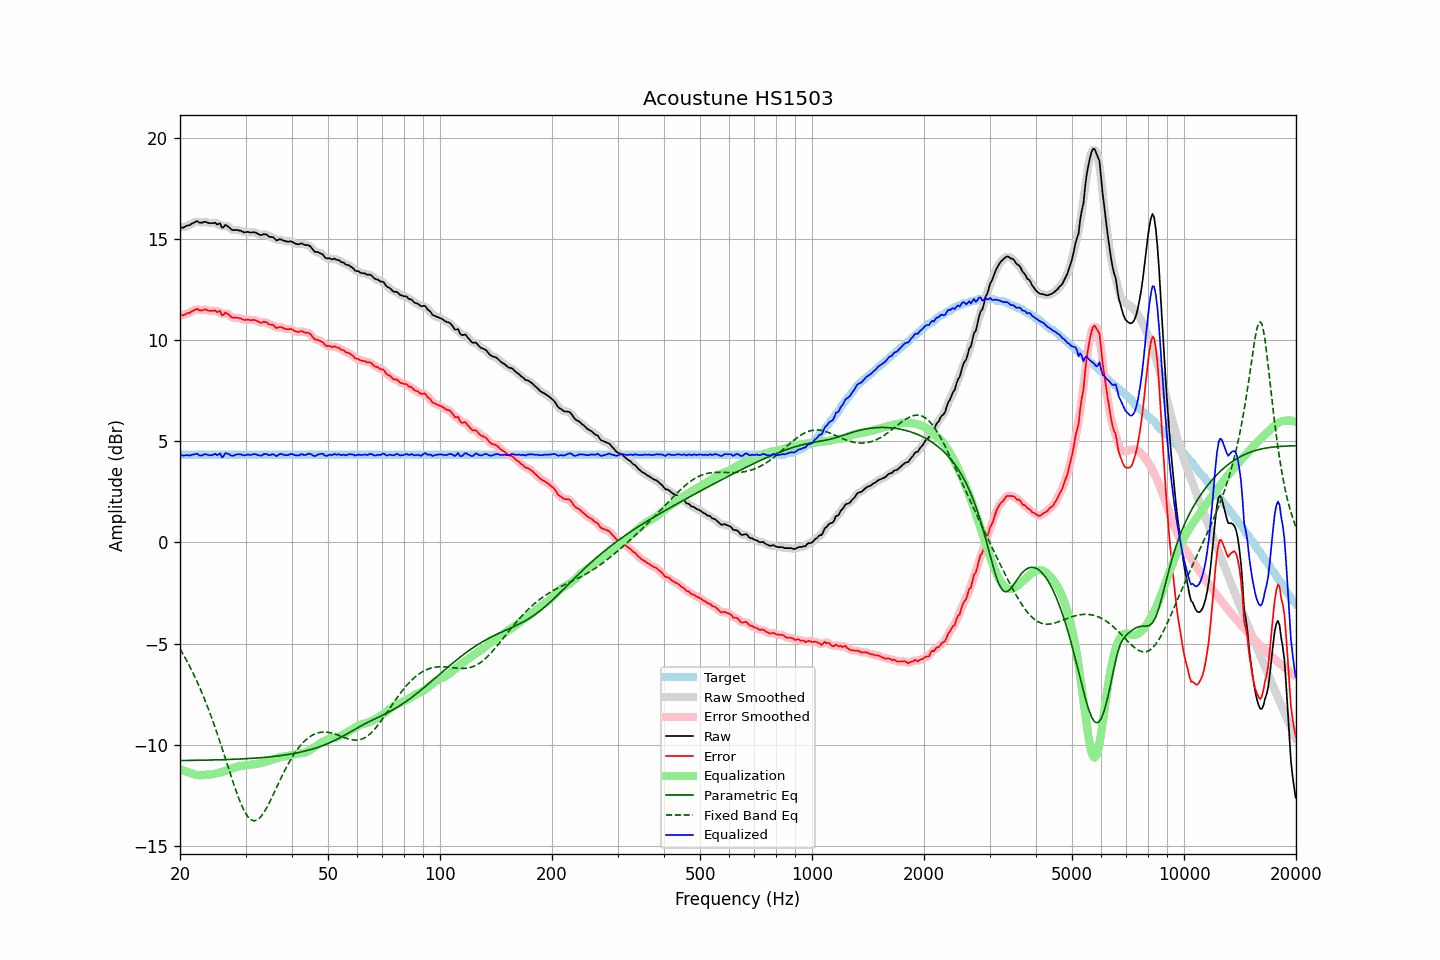 Acoustune HS1503
20
15
10
5
0
−5
−10
−15
Amplitude (dBr)
Target
Raw Smoothed
Error Smoothed
Raw
Error
Equalization
Parametric Eq
Fixed Band Eq
Equalized
20 50 100 200 500 1000 2000 5000 10000 20000
Frequency (Hz)